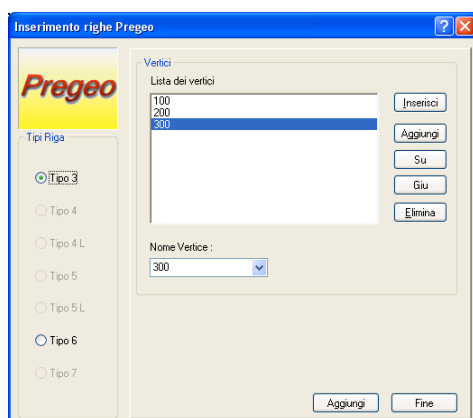 Inserimento righe Pregeo
Pregeo
Tipi Riga
Tipo 3
Tipo 4
Tipo 4 L
Tipo 5
Tipo 5 L
Tipo 6
Tipo 7
Vertici
Lista dei vertici
100
200
300
Inserisci
Aggiungi
Su
Giu
Elimina
Nome Vertice :
300
Aggiungi
Fine